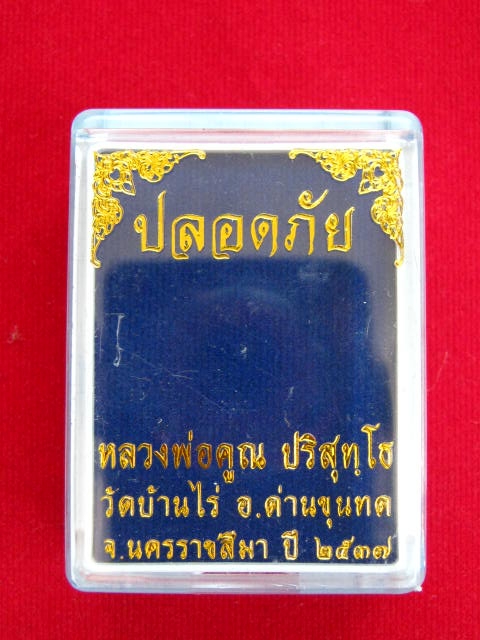 ปลอดภัย
หลวงพ่อคูณ ปริสุทฺโธ
วัดบ้านไร่ อ.ด่านขุนทด
จ.นครราชสีมา ปี ๒๕๓๗